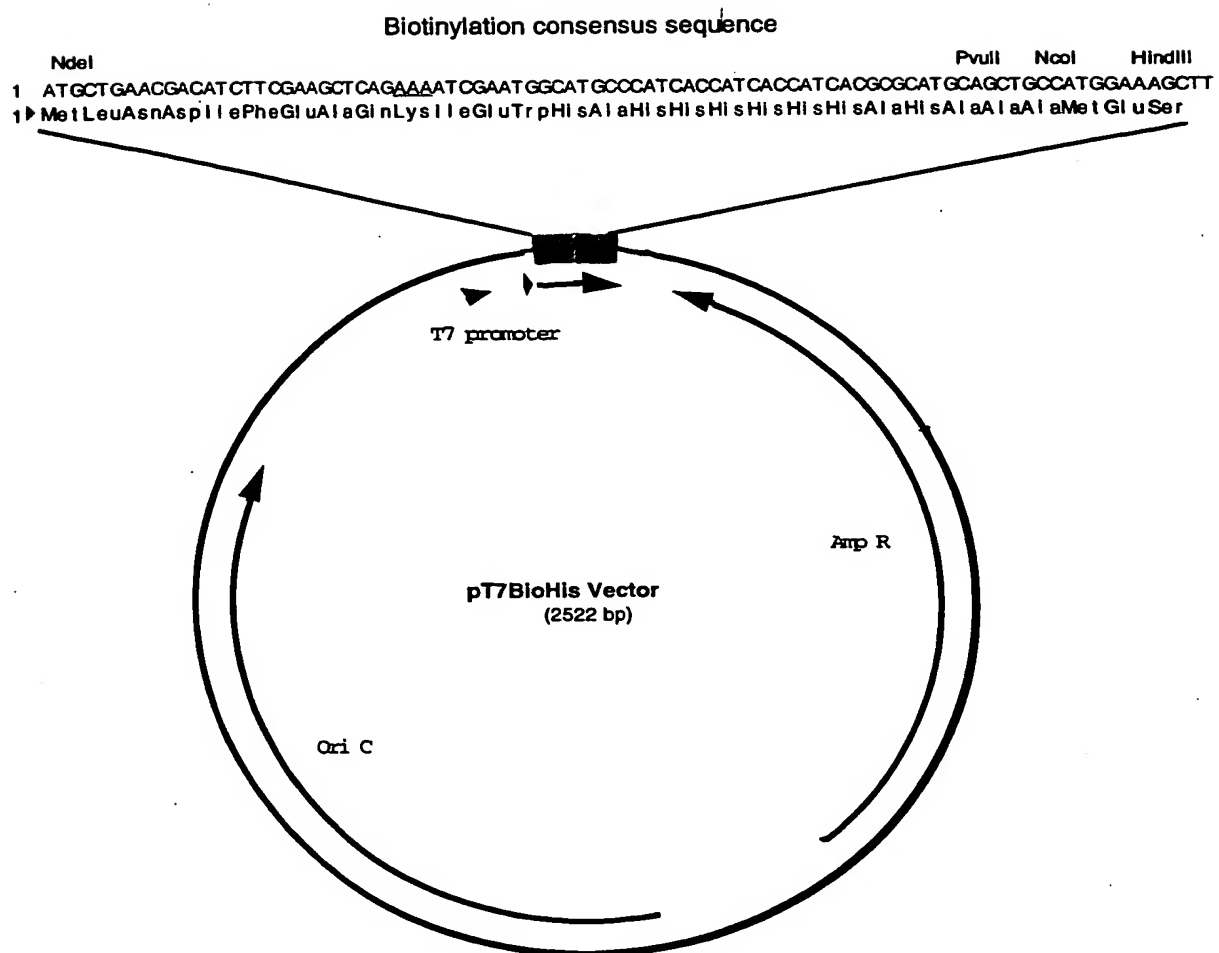 Biotinylation consensus sequence
NdeI PvuII NcoI HindIII
1 ATGCTGAACGACATCTTCGAAGCTCAGAAAATCGAATGGCATGCCCATCACCATCACCATCACGCGCATGCAGCTGCCATGGAAAGCTT
1 MetLeuAsnAspIlePheGluAlaGlnLysIleGluTrpHisAlaHisHisHisHisHisHisAlaHisAlaAlaAlaMetGluSer
T7 promoter
Amp R
pT7BioHis Vector
(2522 bp)
Ori C